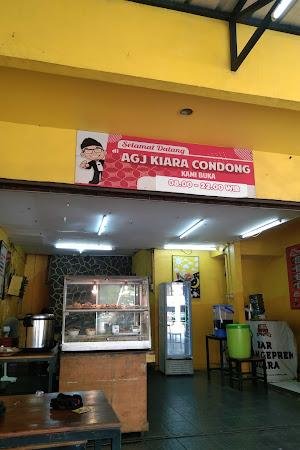 Selamat Datang
di AGJ KIARA CONDONG
KAMI BUKA
08.00 - 22.00 WIB